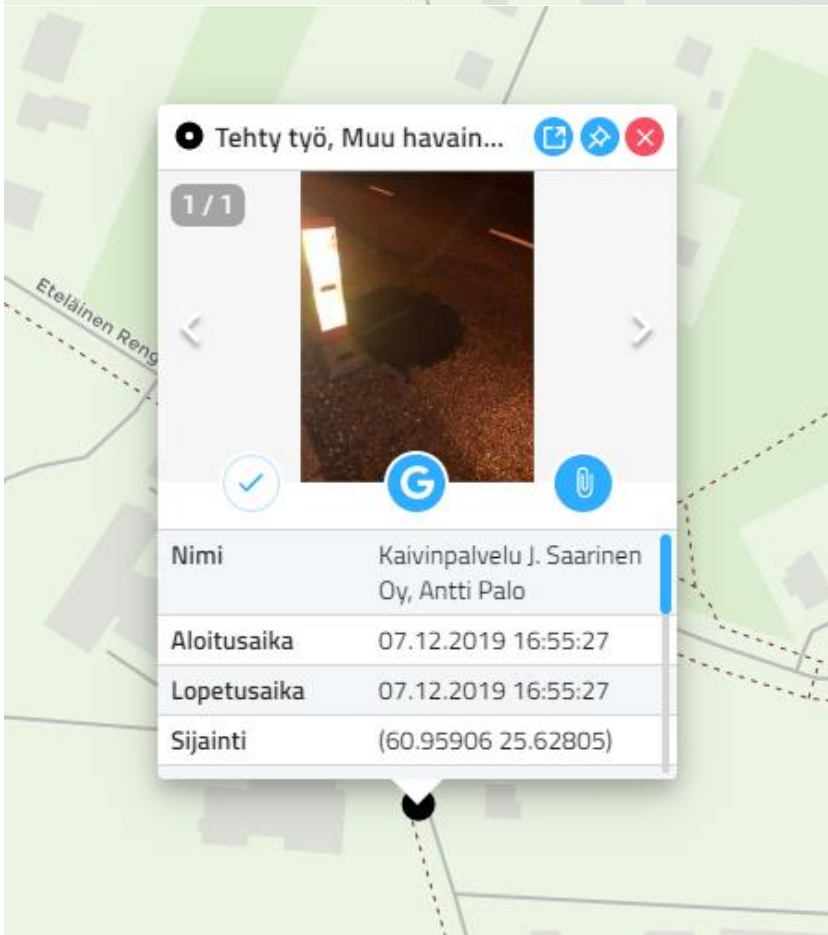 Tehty työ, Muu havain...
1 / 1
Eteläinen Reng
G
Nimi
Kaivinpalvelu J. Saarinen
Oy, Antti Palo
Aloitusaika 07.12.2019 16:55:27
Lopetusaika 07.12.2019 16:55:27
Sijainti (60.95906 25.62805)